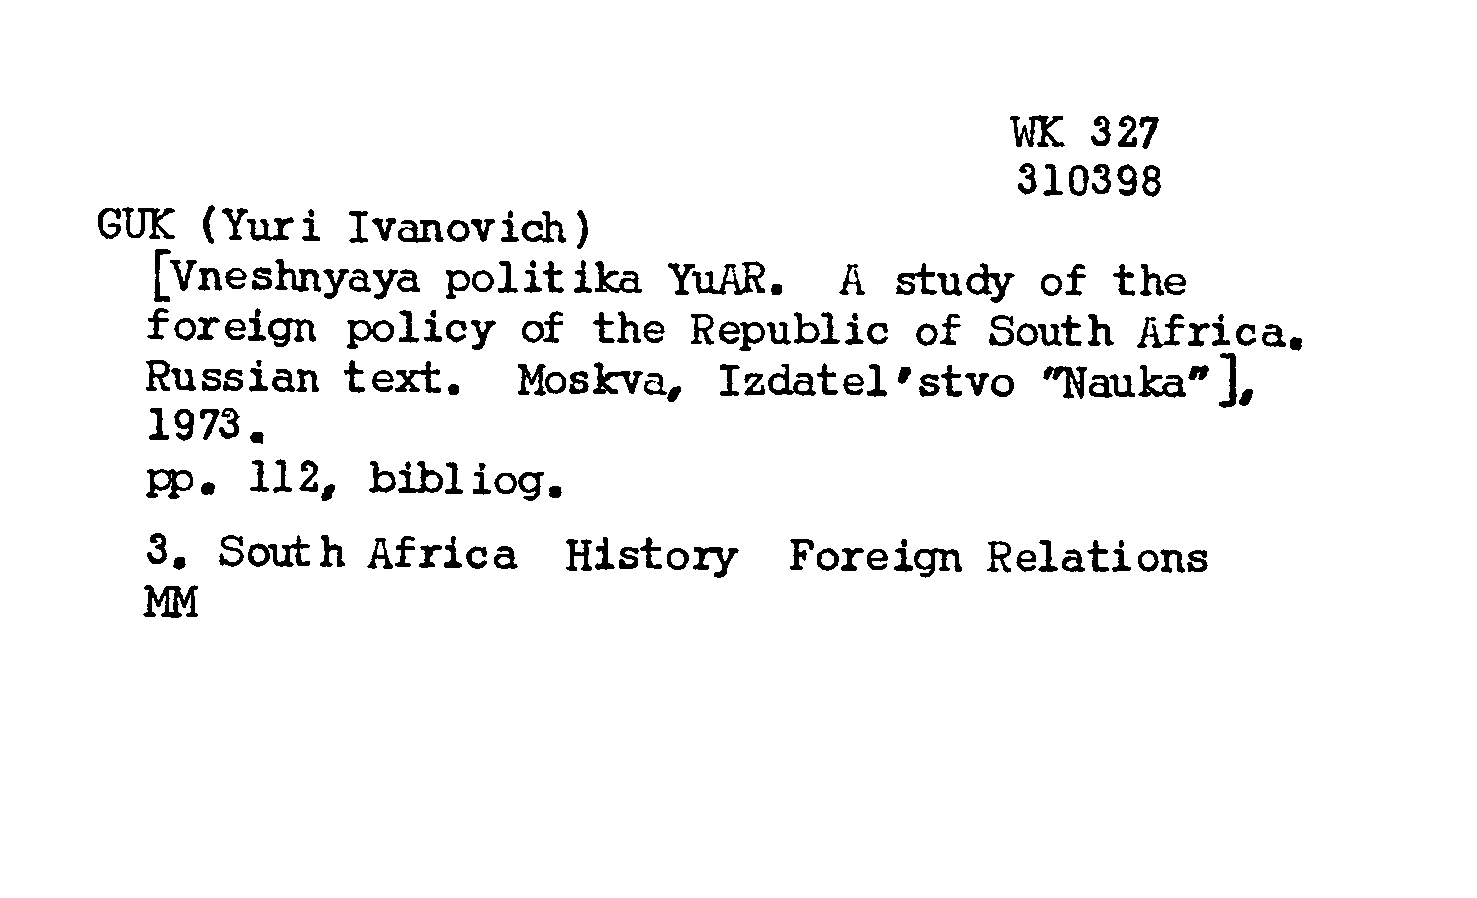 WK 327
310398
GUK (Yuri Ivanovich)
[Vneshnyaya politika YuAR. A study of the
foreign policy of the Republic of South Africa.
Russian text. Moskva, Izdatel'stvo "Nauka"],
1973.
pp. 112, bibliog.
3. South Africa History Foreign Relations
MM